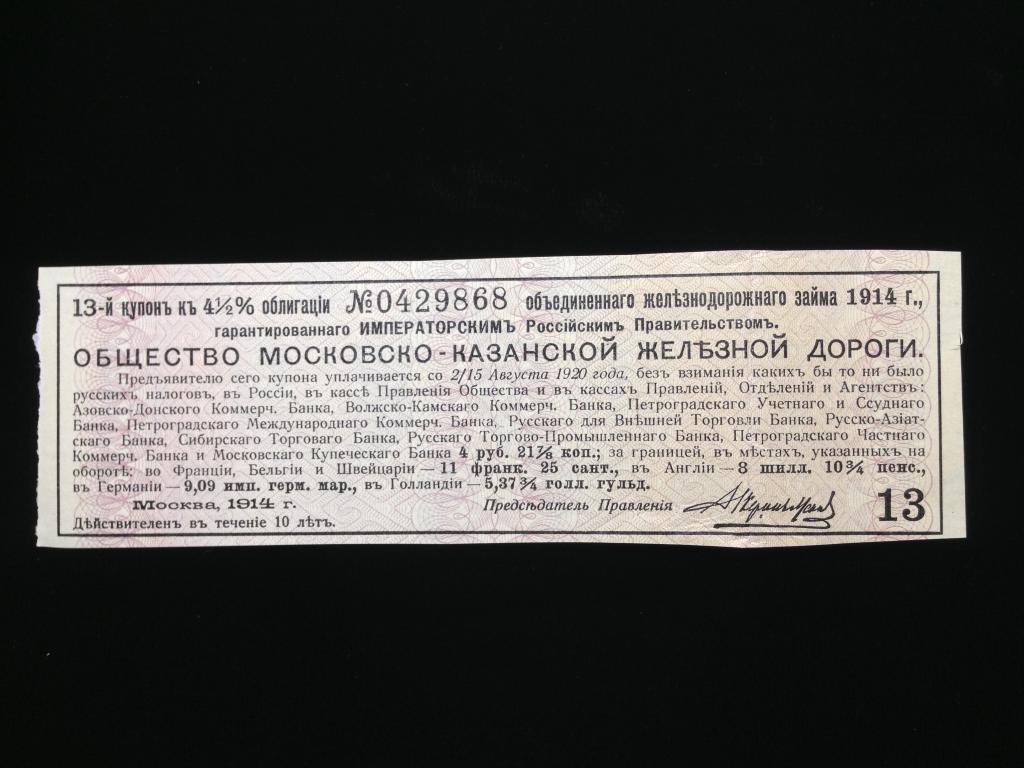 13-й купонъ къ 4½% облигаціи №0429868 объединеннаго желѣзнодорожнаго займа 1914 г.,
гарантированнаго ИМПЕРАТОРСКИМЪ Россійскимъ Правительствомъ.
ОБЩЕСТВО МОСКОВСКО-КАЗАНСКОЙ ЖЕЛѢЗНОЙ ДОРОГИ.
Предъявителю сего купона уплачивается со 2/15 Августа 1920 года, безъ взиманія какихъ бы то ни было
русскихъ налоговъ, въ Россіи, въ кассѣ Правленія Общества и въ кассахъ Правленій, Отдѣленій и Агентствъ:
Азовско-Донского Коммерч. Банка, Волжско-Камскаго Коммерч. Банка, Петроградскаго Учетнаго и Ссуднаго
Банка, Петроградскаго Международнаго Коммерч. Банка, Русскаго для Внѣшней Торговли Банка, Русско-Азіат-
скаго Банка, Сибирскаго Торговаго Банка, Русскаго Торгово-Промышленнаго Банка, Петроградскаго Частнаго
Коммерч. Банка и Московскаго Купеческаго Банка 4 руб. 21⅞ коп.; за границей, въ мѣстахъ, указанныхъ на
оборотѣ; во Франціи, Бельгіи и Швейцаріи—11 франк. 25 сант., въ Англіи—8 шилл. 10¾ пенс.,
въ Германіи—9,09 имп. герм. мар., въ Голландіи—5,37¾ голл. гульд.
Москва, 1914 г. Предсѣдатель Правленія 13
Дѣйствителенъ въ теченіе 10 лѣтъ.